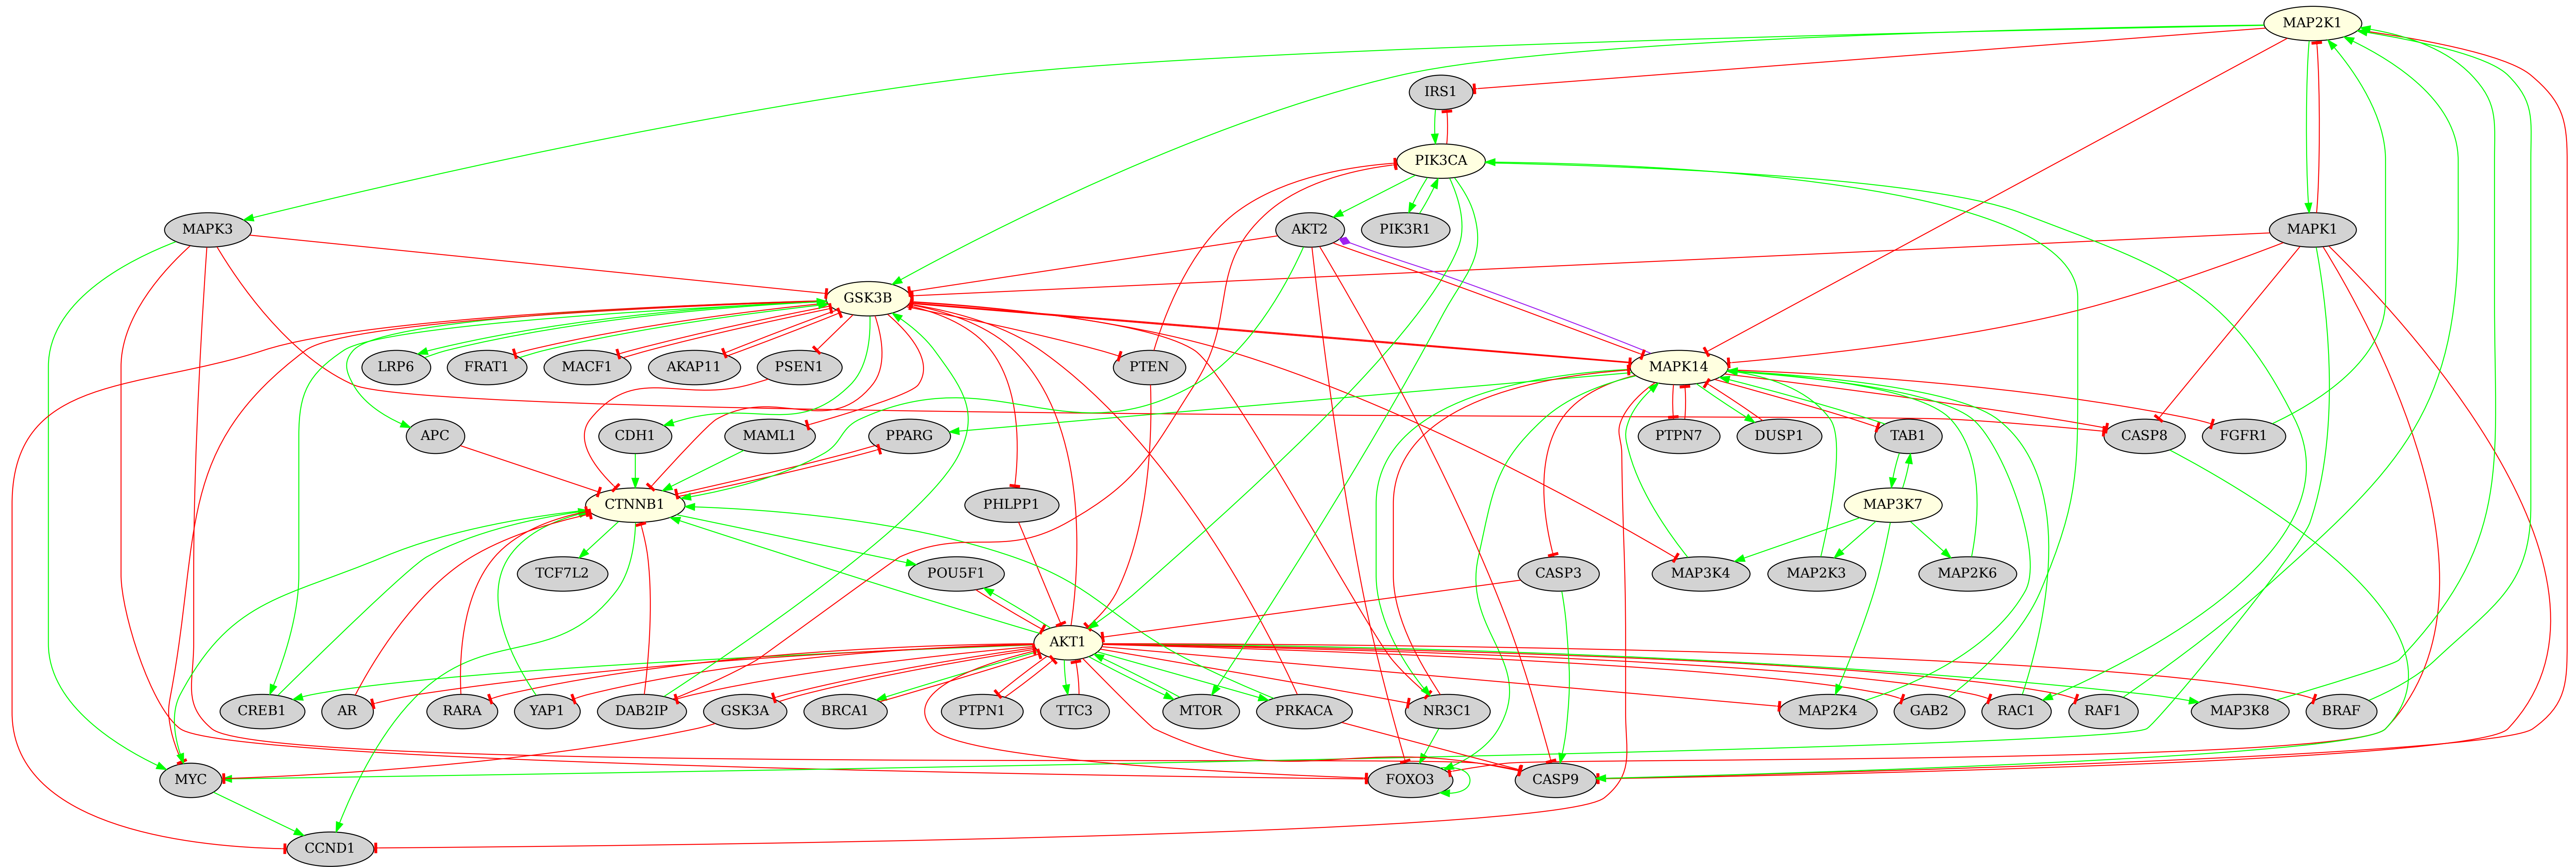 MAP2K1
IRS1
PIK3CA
MAPK3
AKT2
PIK3R1
MAPK1
GSK3B
LRP6
FRAT1
MACF1
AKAP11
PSEN1
PTEN
MAPK14
APC
CDH1
MAML1
PPARG
PTPN7
DUSP1
TAB1
CASP8
FGFR1
CTNNB1
PHLPP1
MAP3K7
TCF7L2
POU5F1
CASP3
MAP3K4
MAP2K3
MAP2K6
AKT1
CREB1
AR
RARA
YAP1
DAB2IP
GSK3A
BRCA1
PTPN1
TTC3
MTOR
PRKACA
NR3C1
MAP2K4
GAB2
RAC1
RAF1
MAP3K8
BRAF
MYC
FOXO3
CASP9
CCND1